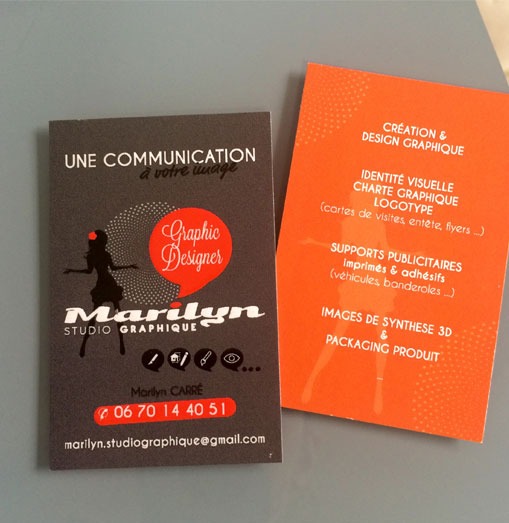 UNE COMMUNICATION
à votre image
Graphic
Designer
Marilyn
STUDIO GRAPHIQUE
Marilyn CARRÉ
06 70 14 40 51
marilyn.studiographique@gmail.com
CRÉATION &
DESIGN GRAPHIQUE
IDENTITÉ VISUELLE
CHARTE GRAPHIQUE
LOGOTYPE
(cartes de visites, entête, flyers ...)
SUPPORTS PUBLICITAIRES
imprimés & adhésifs
(véhicules, banderoles ...)
IMAGES DE SYNTHESE 3D
&
PACKAGING PRODUIT